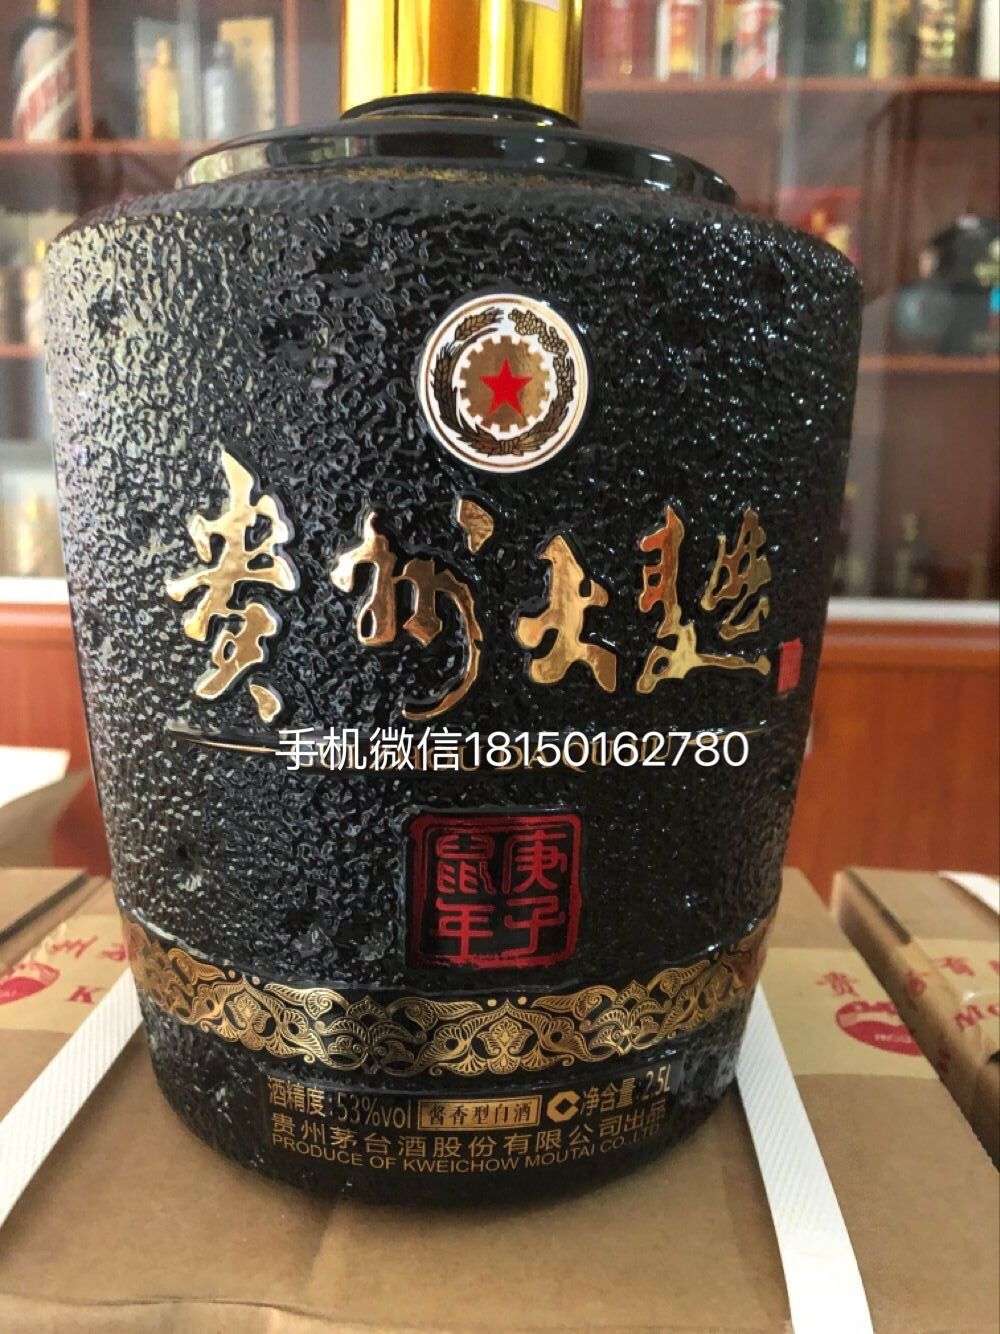 贵州大曲
手机微信18150162780
庚子
鼠年
酒精度:53%vol 酱香型白酒 净含量:2.5L
贵州茅台酒股份有限公司出品
PRODUCE OF KWEICHOW MOUTAI CO.LTD